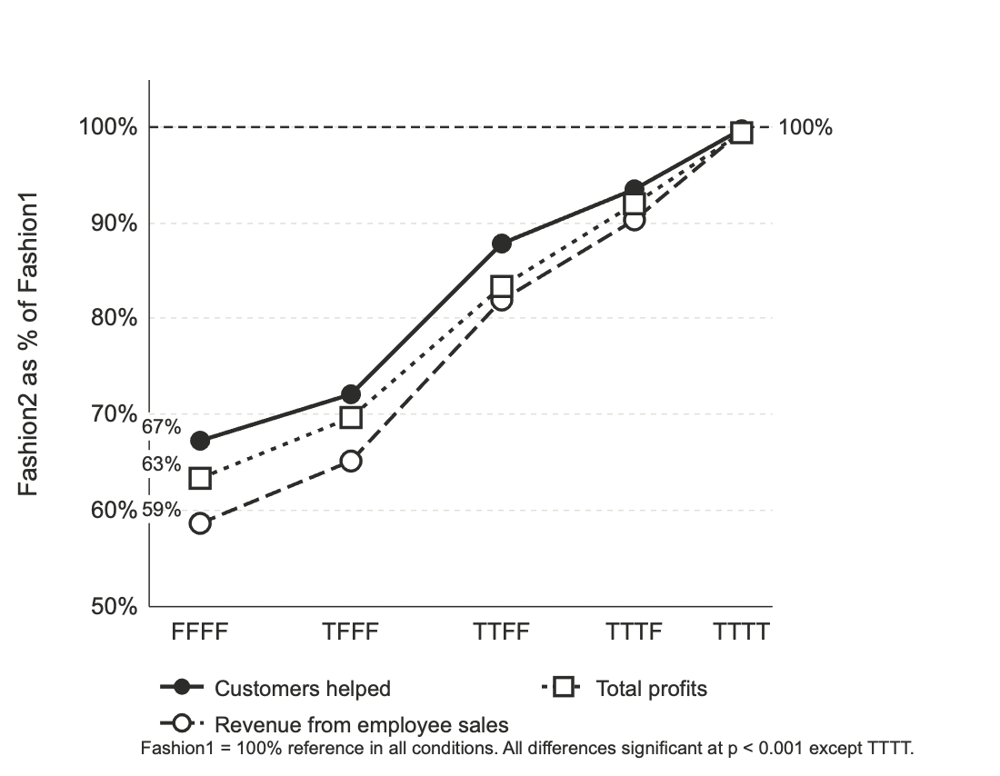 100%
100%
90%
80%
70%
67%
63%
60%
59%
50%
Fashion2 as % of Fashion1
FFFF
TFFF
TTFF
TTTF
TTTT
Customers helped
Total profits
Revenue from employee sales
Fashion1 = 100% reference in all conditions. All differences significant at p < 0.001 except TTTT.